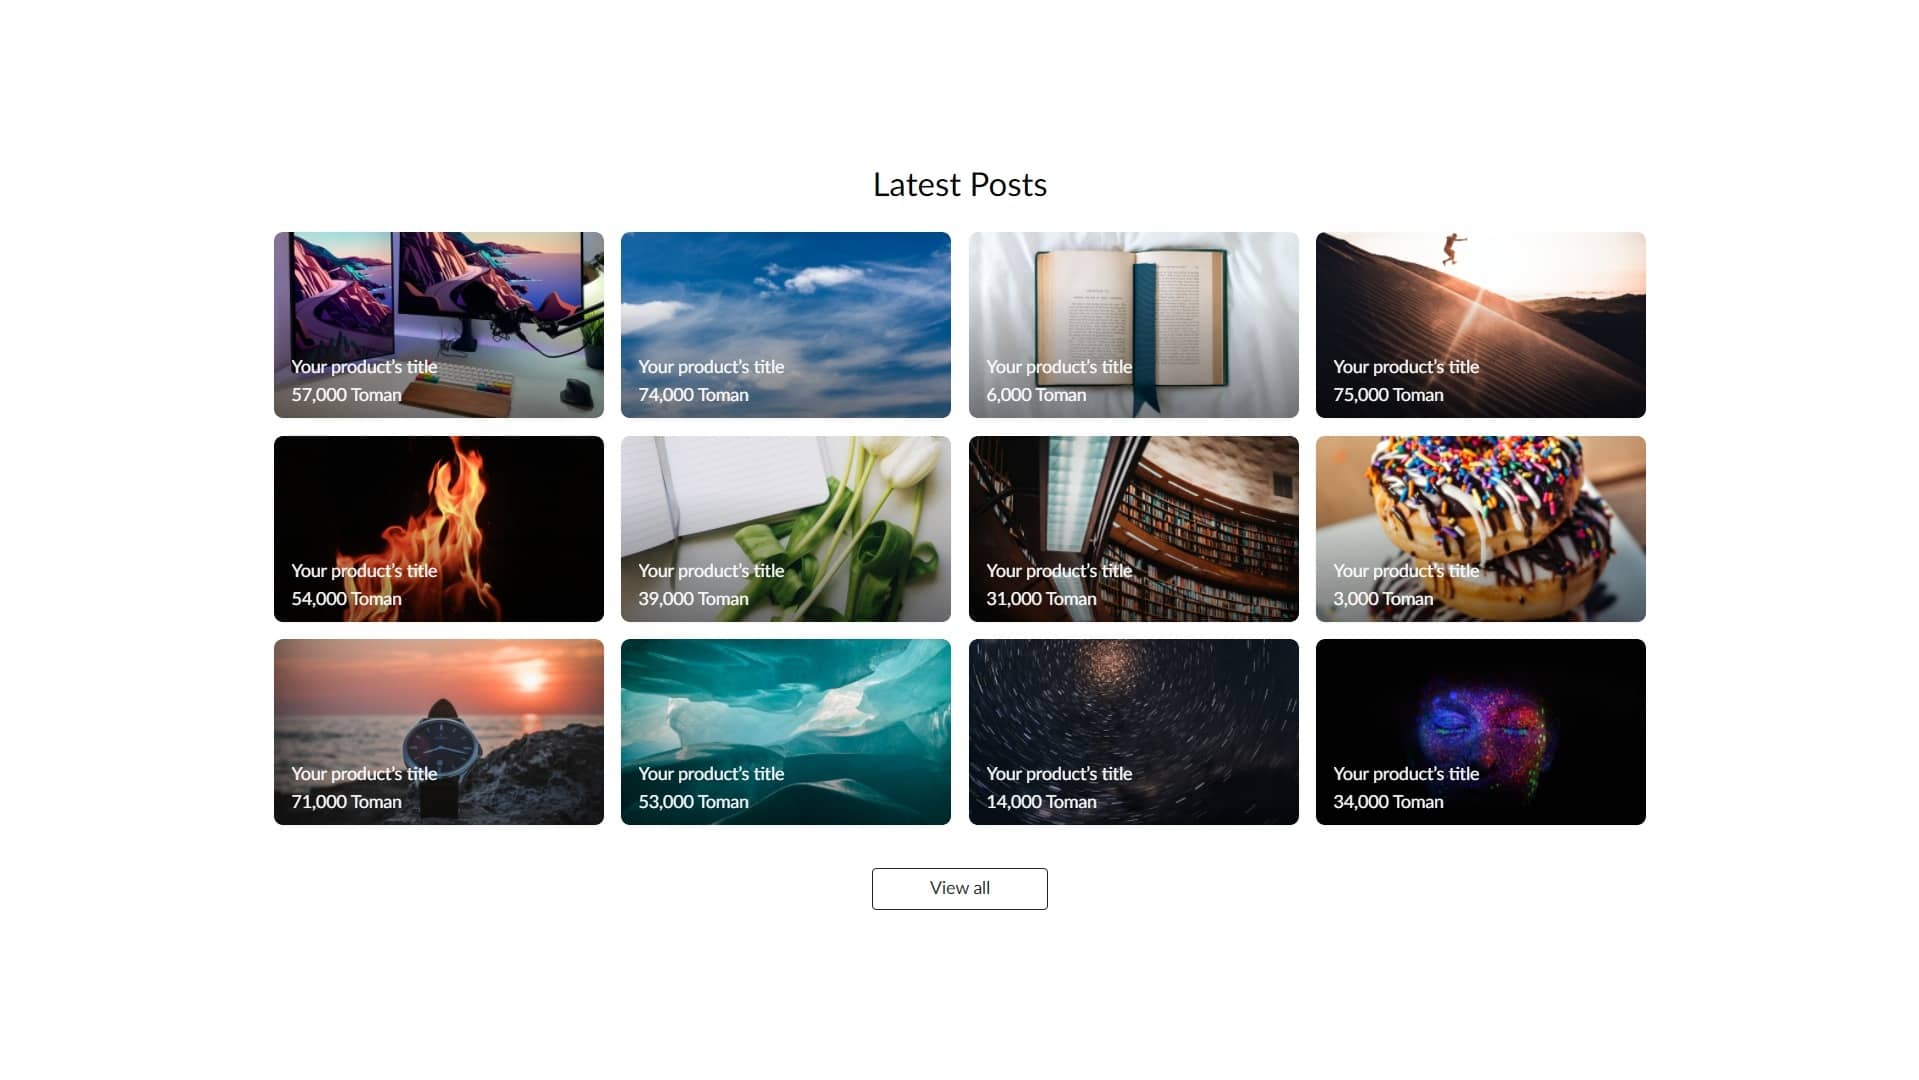 Latest Posts
Your product's title
57,000 Toman
Your product's title
74,000 Toman
Your product's title
6,000 Toman
Your product's title
75,000 Toman
Your product's title
54,000 Toman
Your product's title
39,000 Toman
Your product's title
31,000 Toman
Your product's title
3,000 Toman
Your product's title
71,000 Toman
Your product's title
53,000 Toman
Your product's title
14,000 Toman
Your product's title
34,000 Toman
View all